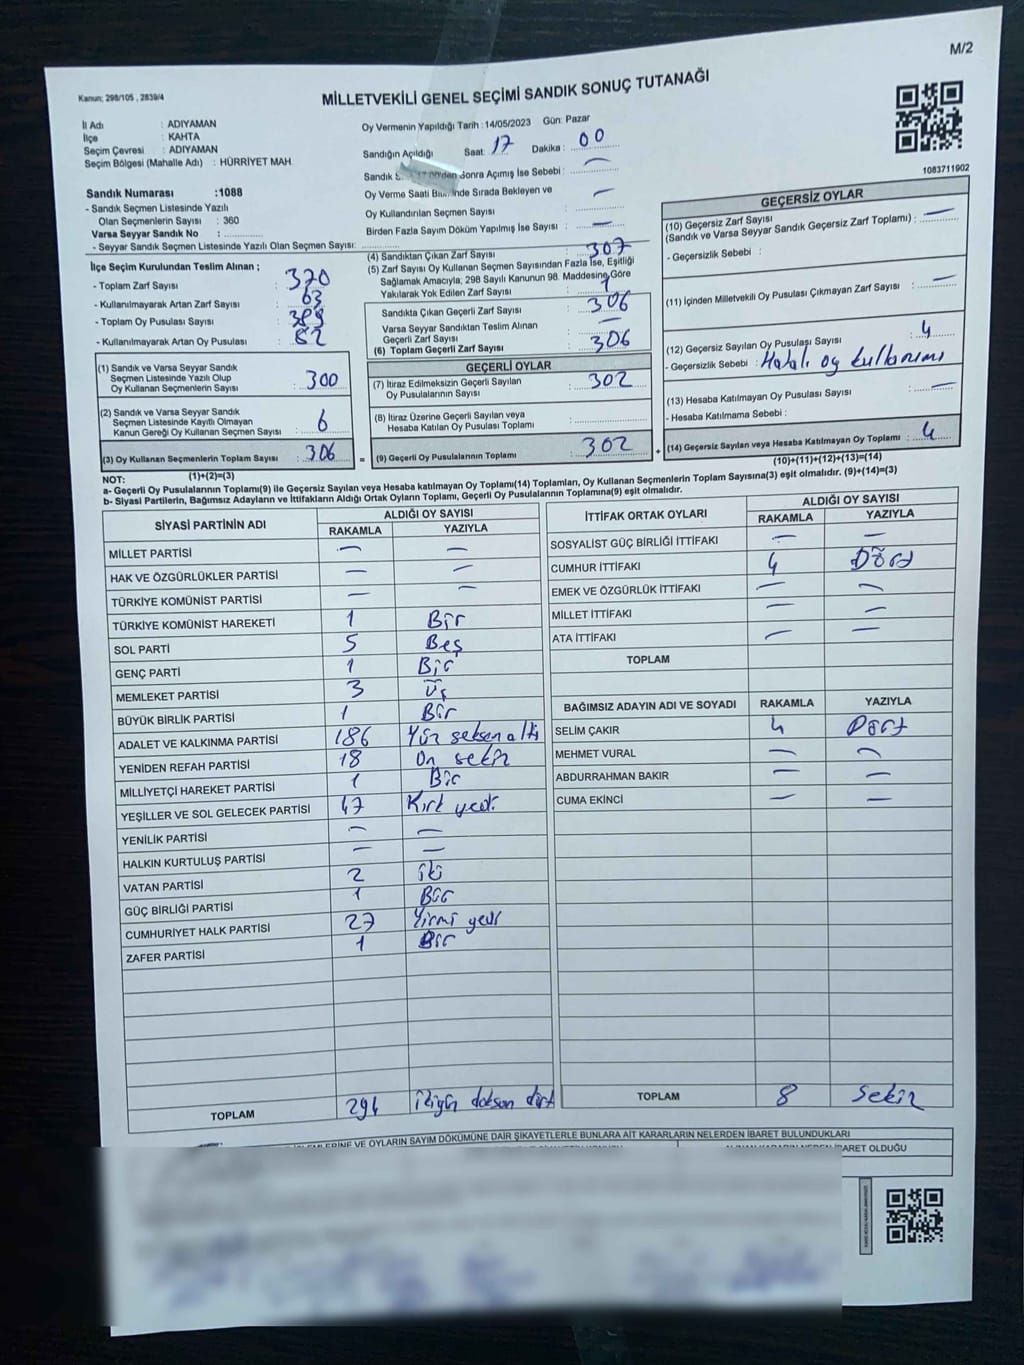 M/2
Kanun: 298/105 , 2839/4
MİLLETVEKİLİ GENEL SEÇİMİ SANDIK SONUÇ TUTANAĞI
İl Adı : ADIYAMAN
İlçe : KAHTA
Seçim Çevresi : ADIYAMAN
Seçim Bölgesi (Mahalle Adı) : HÜRRİYET MAH
Oy Vermenin Yapıldığı Tarih : 14/05/2023 Gün: Pazar
Sandığın Açıldığı Saat: 17 Dakika : 00
Sandık Sonra Açımış İse Sebebi : —
Oy Verme Saati Sırada Bekleyen ve
Oy Kullandırılan Seçmen Sayısı : —
Birden Fazla Sayım Döküm Yapılmış İse Sayısı : —
1083711902
Sandık Numarası :1088
- Sandık Seçmen Listesinde Yazılı
Olan Seçmenlerin Sayısı : 360
Varsa Seyyar Sandık No :
- Seyyar Sandık Seçmen Listesinde Yazılı Olan Seçmen Sayısı:
İlçe Seçim Kurulundan Teslim Alınan ;
- Toplam Zarf Sayısı : 370
- Kullanılmayarak Artan Zarf Sayısı : 63
- Toplam Oy Pusulası Sayısı : 389
- Kullanılmayarak Artan Oy Pusulası : 82
(4) Sandıktan Çıkan Zarf Sayısı : 307
(5) Zarf Sayısı Oy Kullanan Seçmen Sayısından Fazla İse, Eşitliği
Sağlamak Amacıyla, 298 Sayılı Kanunun 98. Maddesine Göre
Yakılarak Yok Edilen Zarf Sayısı : 1
Sandıkta Çıkan Geçerli Zarf Sayısı : 306
Varsa Seyyar Sandıktan Teslim Alınan
Geçerli Zarf Sayısı : —
(6) Toplam Geçerli Zarf Sayısı : 306
GEÇERSİZ OYLAR
(10) Geçersiz Zarf Sayısı
(Sandık ve Varsa Seyyar Sandık Geçersiz Zarf Toplamı) : —
- Geçersizlik Sebebi :
(11) İçinden Milletvekili Oy Pusulası Çıkmayan Zarf Sayısı : —
(12) Geçersiz Sayılan Oy Pusulası Sayısı : 4
- Geçersizlik Sebebi : Hatalı oy kullanımı
(13) Hesaba Katılmayan Oy Pusulası Sayısı : —
- Hesaba Katılmama Sebebi :
(14) Geçersiz Sayılan veya Hesaba Katılmayan Oy Toplamı : 4
(10)+(11)+(12)+(13)=(14)
(1) Sandık ve Varsa Seyyar Sandık
Seçmen Listesinde Yazılı Olup
Oy Kullanan Seçmenlerin Sayısı : 300
(2) Sandık ve Varsa Seyyar Sandık
Seçmen Listesinde Kayıtlı Olmayan
Kanun Gereği Oy Kullanan Seçmen Sayısı : 6
(3) Oy Kullanan Seçmenlerin Toplam Sayısı : 306
(1)+(2)=(3)
GEÇERLİ OYLAR
(7) İtiraz Edilmeksizin Geçerli Sayılan
Oy Pusulalarının Sayısı : 302
(8) İtiraz Üzerine Geçerli Sayılan veya
Hesaba Katılan Oy Pusulası Toplamı :
(9) Geçerli Oy Pusulalarının Toplamı : 302
NOT:
a- Geçerli Oy Pusulalarının Toplamı(9) ile Geçersiz Sayılan veya Hesaba katılmayan Oy Toplamı(14) Toplamları, Oy Kullanan Seçmenlerin Toplam Sayısına(3) eşit olmalıdır. (9)+(14)=(3)
b- Siyasi Partilerin, Bağımsız Adayların ve İttifakların Aldığı Ortak Oyların Toplamı, Geçerli Oy Pusulalarının Toplamına(9) eşit olmalıdır.
SİYASİ PARTİNİN ADI ALDIĞI OY SAYISI
RAKAMLA YAZIYLA
MİLLET PARTİSİ — —
HAK VE ÖZGÜRLÜKLER PARTİSİ — —
TÜRKİYE KOMÜNİST PARTİSİ — —
TÜRKİYE KOMÜNİST HAREKETİ 1 Bir
SOL PARTİ 5 Beş
GENÇ PARTİ 1 Bir
MEMLEKET PARTİSİ 3 Üç
BÜYÜK BİRLİK PARTİSİ 1 Bir
ADALET VE KALKINMA PARTİSİ 186 Yüz seksen altı
YENİDEN REFAH PARTİSİ 18 On sekiz
MİLLİYETÇİ HAREKET PARTİSİ 1 Bir
YEŞİLLER VE SOL GELECEK PARTİSİ 47 Kırk yedi
YENİLİK PARTİSİ — —
HALKIN KURTULUŞ PARTİSİ — —
VATAN PARTİSİ 2 iki
GÜÇ BİRLİĞİ PARTİSİ 1 Bir
CUMHURİYET HALK PARTİSİ 27 Yirmi yedi
ZAFER PARTİSİ 1 Bir
TOPLAM 294 ikiyüz doksan dört
İTTİFAK ORTAK OYLARI ALDIĞI OY SAYISI
RAKAMLA YAZIYLA
SOSYALİST GÜÇ BİRLİĞİ İTTİFAKI — —
CUMHUR İTTİFAKI 4 Dört
EMEK VE ÖZGÜRLÜK İTTİFAKI — —
MİLLET İTTİFAKI — —
ATA İTTİFAKI — —
TOPLAM
BAĞIMSIZ ADAYIN ADI VE SOYADI RAKAMLA YAZIYLA
SELİM ÇAKIR 4 Dört
MEHMET VURAL — —
ABDURRAHMAN BAKIR — —
CUMA EKİNCİ — —
TOPLAM 8 Sekiz
İŞLEMLERİNE VE OYLARIN SAYIM DÖKÜMÜNE DAİR ŞİKAYETLERLE BUNLARA AİT KARARLARIN NELERDEN İBARET BULUNDUKLARI
İBARET OLDUĞU